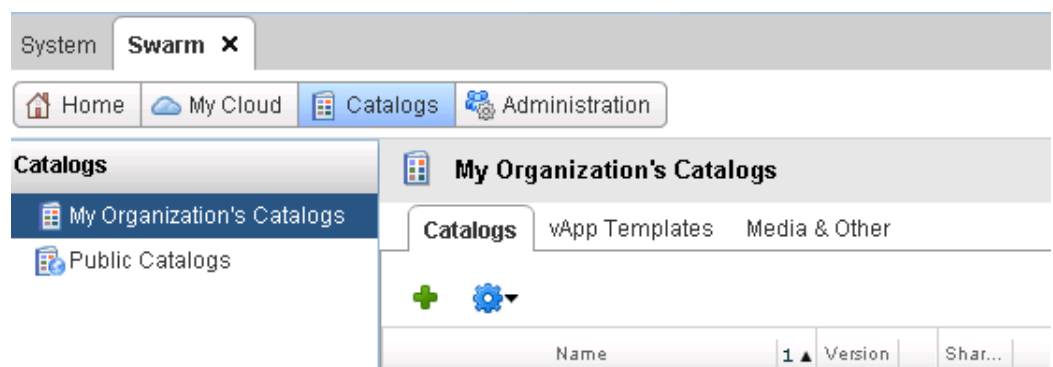 System Swarm ×
Home My Cloud Catalogs Administration
Catalogs
My Organization's Catalogs
Public Catalogs
My Organization's Catalogs
Catalogs vApp Templates Media & Other
Name 1 ▲ Version Shar...